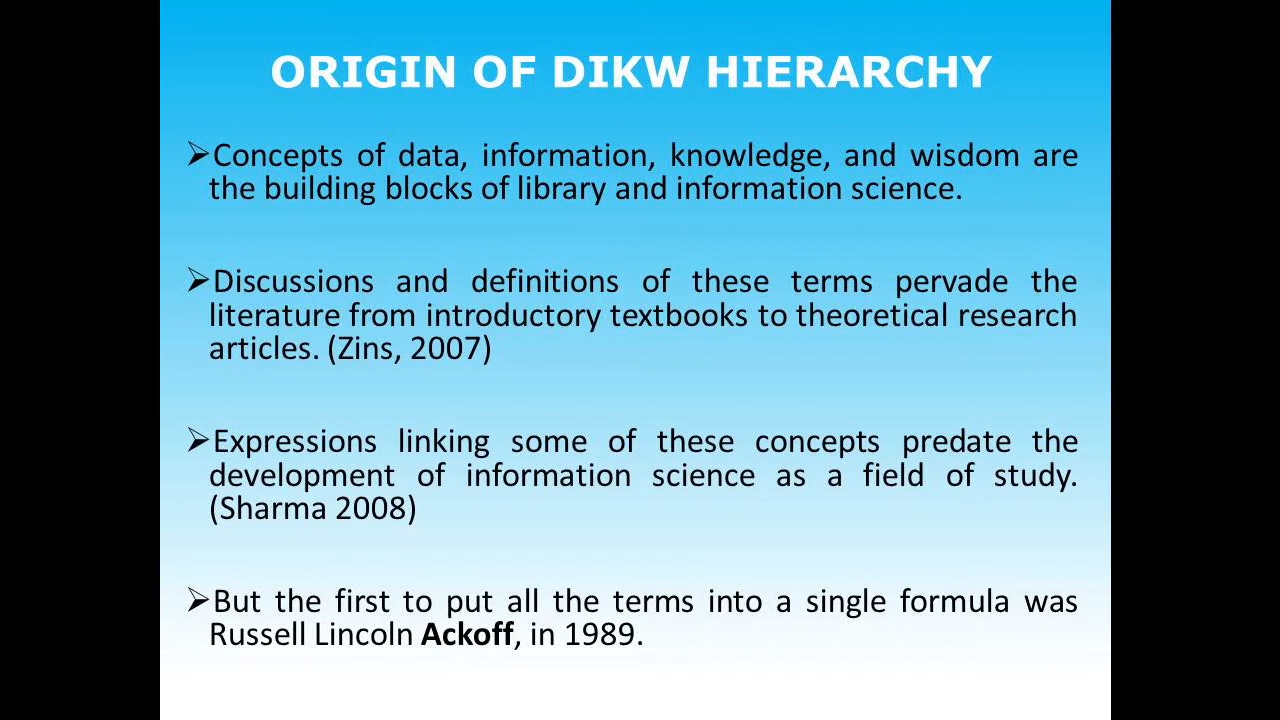 ORIGIN OF DIKW HIERARCHY
➢Concepts of data, information, knowledge, and wisdom are
the building blocks of library and information science.
➢Discussions and definitions of these terms pervade the
literature from introductory textbooks to theoretical research
articles. (Zins, 2007)
➢Expressions linking some of these concepts predate the
development of information science as a field of study.
(Sharma 2008)
➢But the first to put all the terms into a single formula was
Russell Lincoln Ackoff, in 1989.